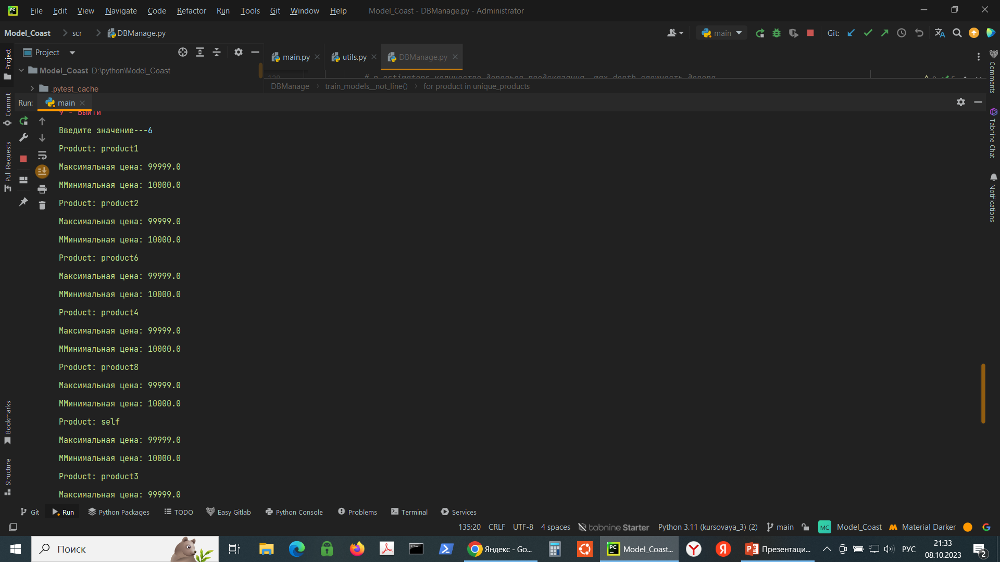 File Edit View Navigate Code Refactor Run Tools Git Window Help Model_Coast - DBManage.py - Administrator
Model_Coast scr DBManage.py main Git:
Project main.py utils.py DBManage.py
Model_Coast D:\python\Model_Coast
# n_estimators количество деревьев предсказания, max_depth сложность дерева
.pytest_cache
DBManage train_models__not_line() for product in unique_products
Run: main
9 - Выйти
Введите значение---6
Product: product1
Максимальная цена: 99999.0
ММинимальная цена: 10000.0
Product: product2
Максимальная цена: 99999.0
ММинимальная цена: 10000.0
Product: product6
Максимальная цена: 99999.0
ММинимальная цена: 10000.0
Product: product4
Максимальная цена: 99999.0
ММинимальная цена: 10000.0
Product: product8
Максимальная цена: 99999.0
ММинимальная цена: 10000.0
Product: self
Максимальная цена: 99999.0
ММинимальная цена: 10000.0
Product: product3
Максимальная цена: 99999.0
Project
Commit
Pull Requests
Bookmarks
Structure
Comments
Tabnine Chat
Notifications
Git Run Python Packages TODO Easy Gitlab Python Console Problems Terminal Services
135:20 CRLF UTF-8 4 spaces tabnine Starter Python 3.11 (kursovaya_3) (2) main MC Model_Coast Material Darker
Поиск Яндекс - Go... Model_Coast... Презентаци... РУС 21:33
08.10.2023 2